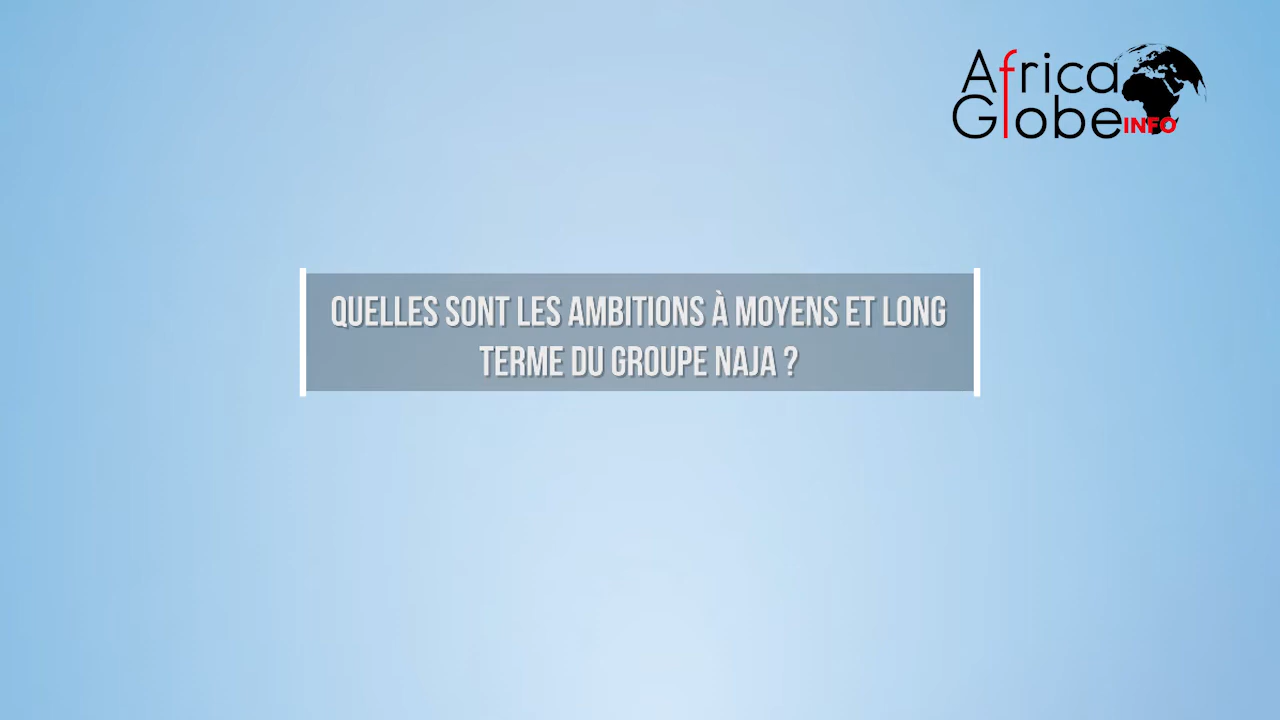 Africa
Globe INFO
QUELLES SONT LES AMBITIONS À MOYENS ET LONG
TERME DU GROUPE NAJA ?